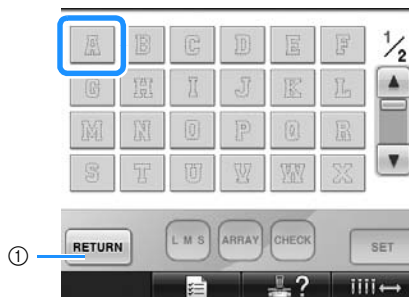 A B C D E F 1/2
G H I J K L
M N O P Q R
S T U V W X
① RETURN L M S ARRAY CHECK SET
?